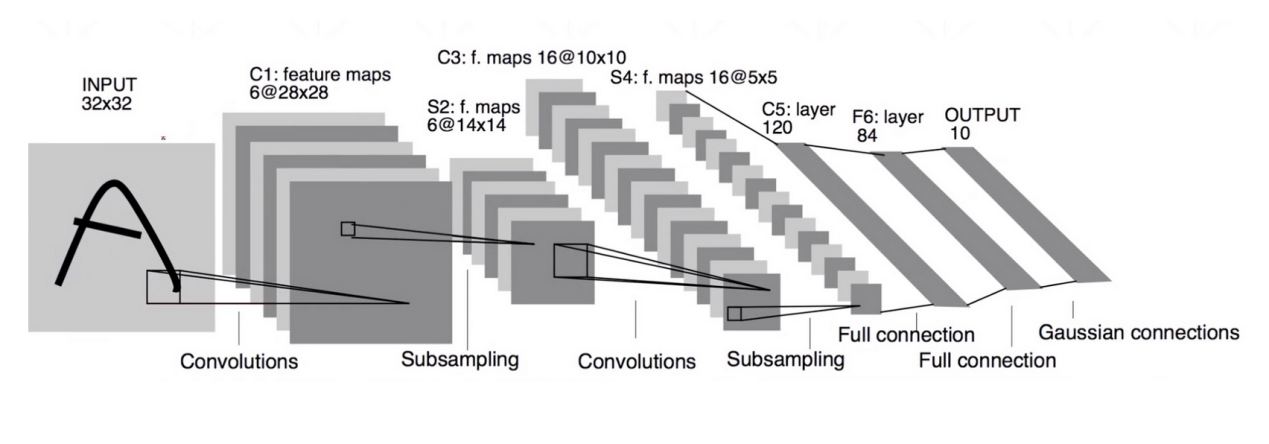 INPUT
32x32
C1: feature maps
6@28x28
S2: f. maps
6@14x14
C3: f. maps 16@10x10
S4: f. maps 16@5x5
C5: layer
120
F6: layer
84
OUTPUT
10
Convolutions
Subsampling
Convolutions
Subsampling
Full connection
Full connection
Gaussian connections